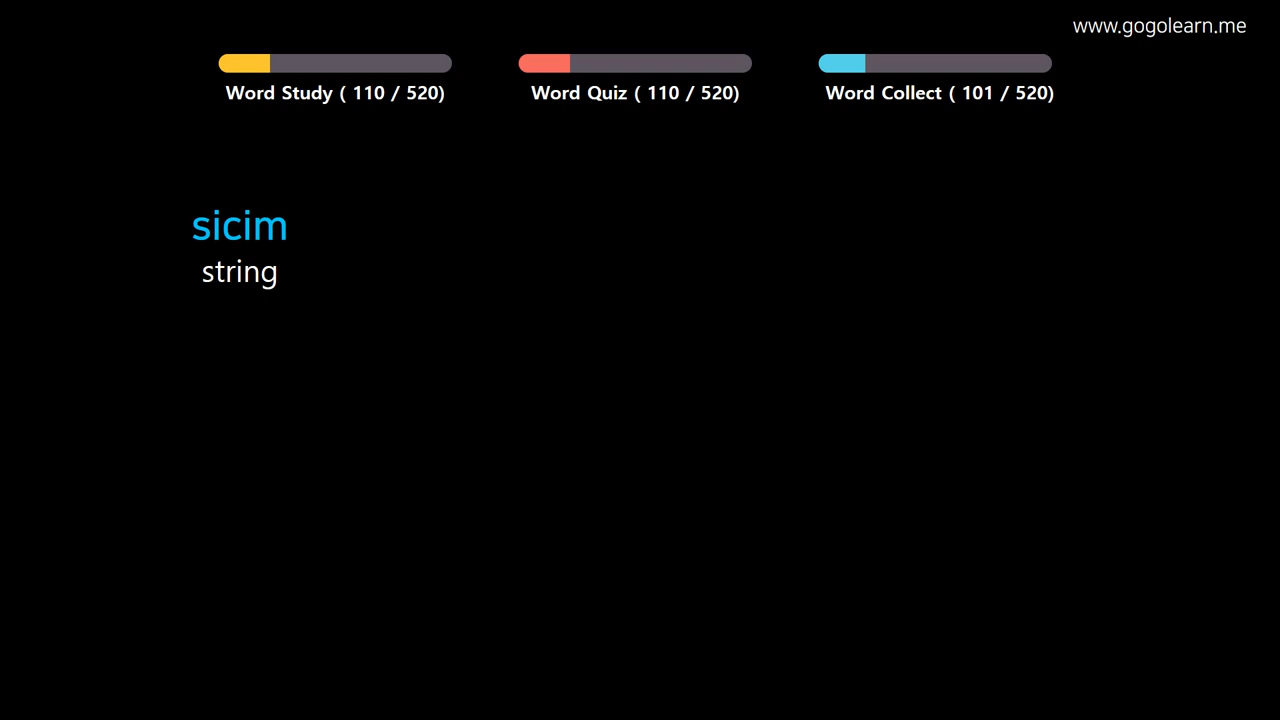 www.gogolearn.me
Word Study ( 110 / 520)
Word Quiz ( 110 / 520)
Word Collect ( 101 / 520)
sicim
string